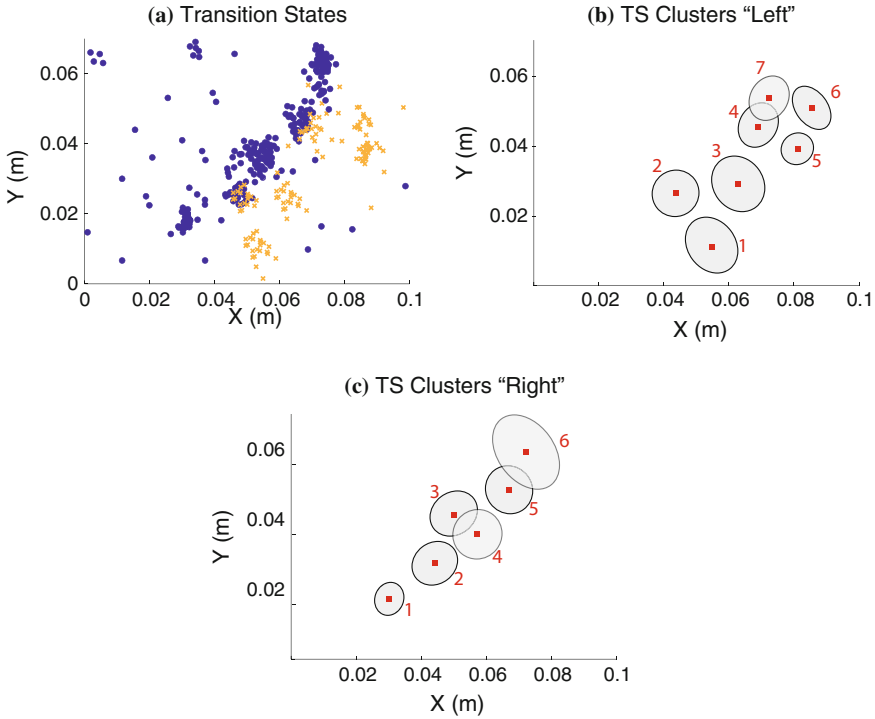 (a) Transition States
Y (m)
0.06
0.04
0.02
0
0 0.02 0.04 0.06 0.08 0.1
X (m)
(b) TS Clusters “Left”
Y (m)
0.06
0.04
0.02
7
6
4
5
2
3
1
0.02 0.04 0.06 0.08 0.1
X (m)
(c) TS Clusters “Right”
Y (m)
0.06
0.04
0.02
6
3
5
4
2
1
0.02 0.04 0.06 0.08 0.1
X (m)